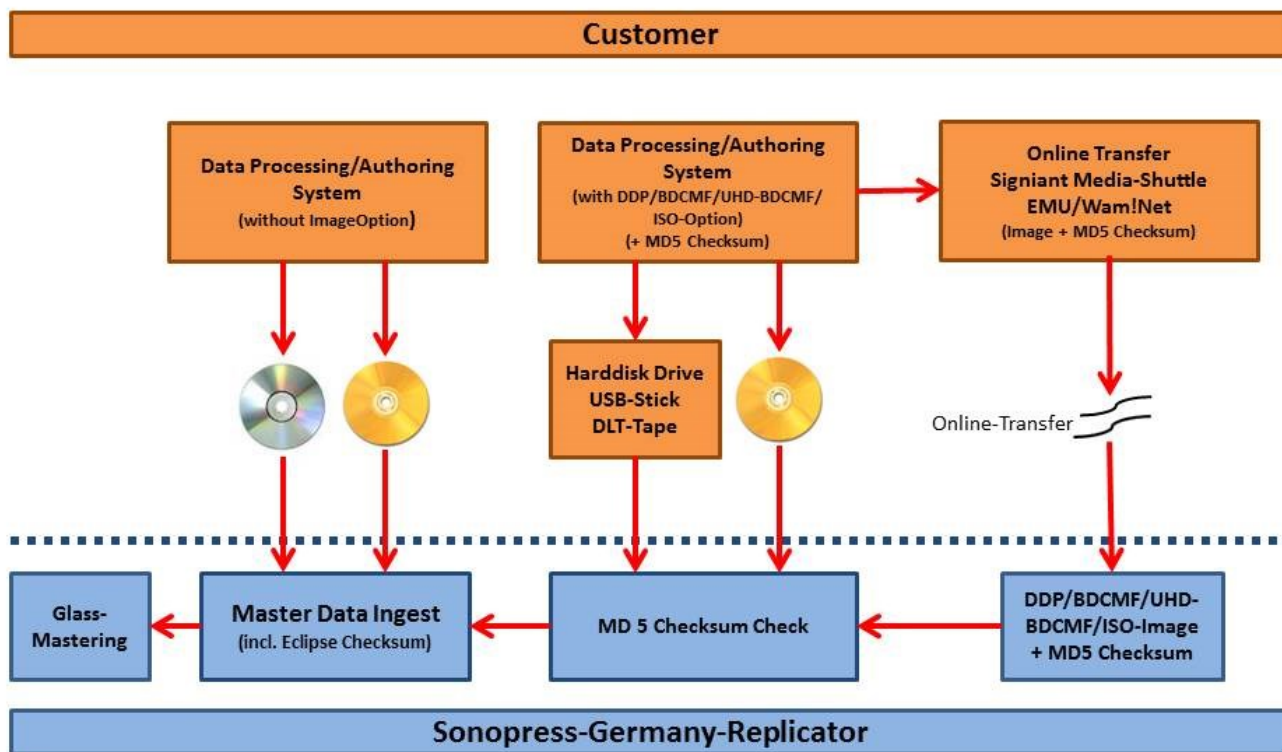 Customer
Data Processing/Authoring
System
(without ImageOption)
Data Processing/Authoring
System
(with DDP/BDCMF/UHD-BDCMF/
ISO-Option)
(+ MD5 Checksum)
Online Transfer
Signiant Media-Shuttle
EMU/Wam!Net
(Image + MD5 Checksum)
Harddisk Drive
USB-Stick
DLT-Tape
Online-Transfer
Glass-
Mastering
Master Data Ingest
(incl. Eclipse Checksum)
MD 5 Checksum Check
DDP/BDCMF/UHD-
BDCMF/ISO-Image
+ MD5 Checksum
Sonopress-Germany-Replicator